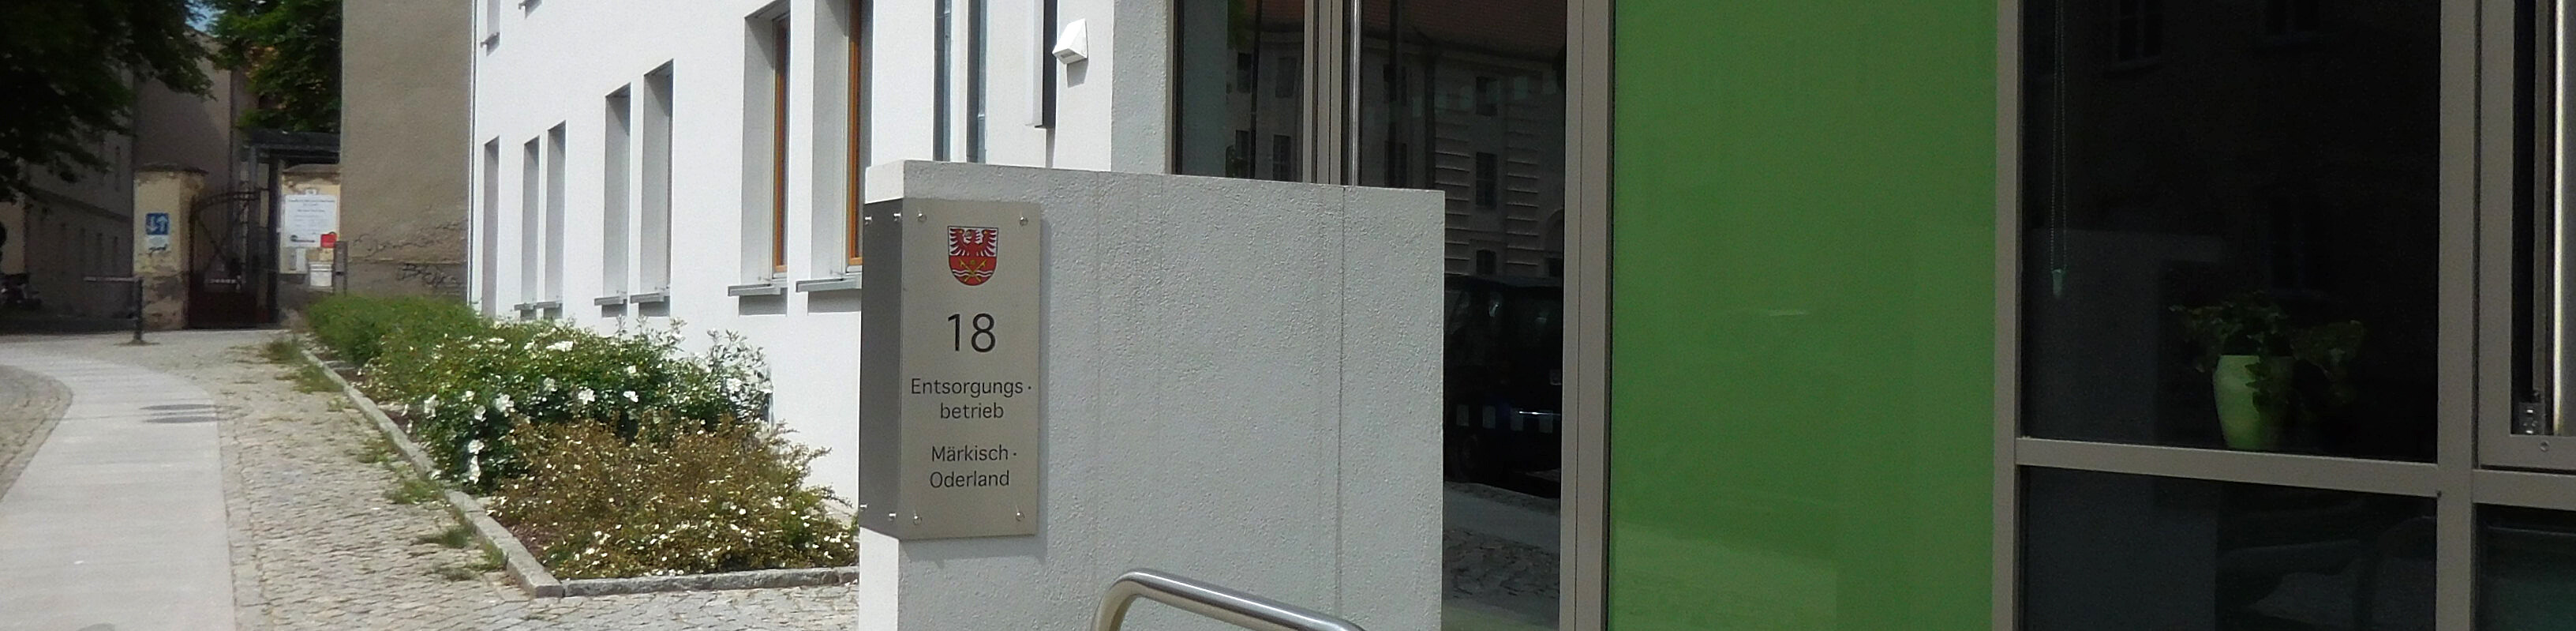 18
Entsorgungs·
betrieb
Märkisch·
Oderland